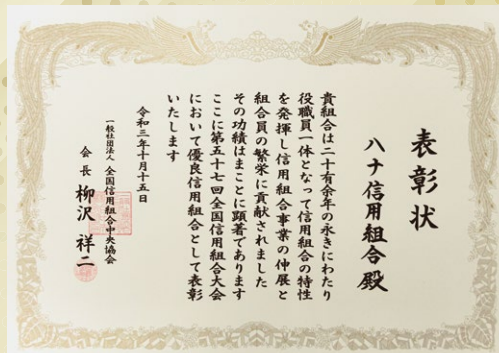 表彰状
ハナ信用組合殿
貴組合は二十有余年の永きにわたり
役職員一体となって信用組合の特性
を発揮し信用組合事業の伸展と
組合員の繁栄に貢献されました
その功績はまことに顕著であります
ここに第五十七回全国信用組合大会
において優良信用組合として表彰
いたします
令和三年十月十五日
一般社団法人 全国信用組合中央協会
会長 柳沢祥二